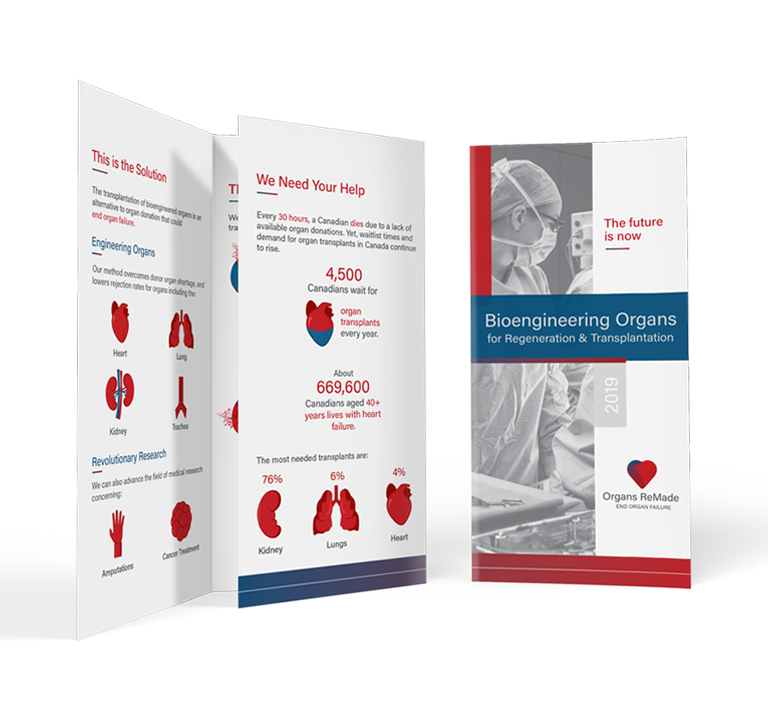 This is the Solution
The transplantation of bioengineered organs is an
alternative to organ donation that could
end organ failure.
Engineering Organs
Our method overcomes donor organ shortage, and
lowers rejection rates for organs including the:
Heart
Lung
Kidney
Trachea
Revolutionary Research
We can also advance the field of medical research
concerning:
Amputations
Cancer Treatment
We Need Your Help
Every 30 hours, a Canadian dies due to a lack of
available organ donations. Yet, waitlist times and
demand for organ transplants in Canada continue
to rise.
4,500
Canadians wait for
organ
transplants
every year.
About
669,600
Canadians aged 40+
years lives with heart
failure.
The most needed transplants are:
76%
6%
4%
Kidney
Lungs
Heart
The future
is now
Bioengineering Organs
for Regeneration & Transplantation
2019
Organs ReMade
END ORGAN FAILURE